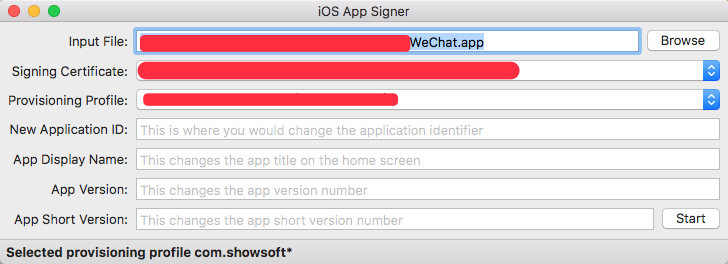 iOS App Signer
Input File: WeChat.app Browse
Signing Certificate:
Provisioning Profile:
New Application ID: This is where you would change the application identifier
App Display Name: This changes the app title on the home screen
App Version: This changes the app version number
App Short Version: This changes the app short version number Start
Selected provisioning profile com.showsoft*